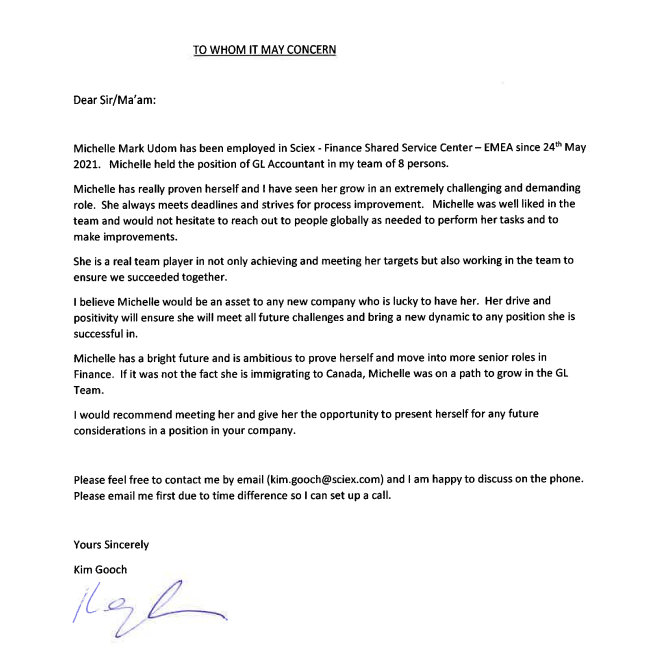 TO WHOM IT MAY CONCERN
Dear Sir/Ma'am:
Michelle Mark Udom has been employed in Sciex - Finance Shared Service Center – EMEA since 24th May
2021. Michelle held the position of GL Accountant in my team of 8 persons.
Michelle has really proven herself and I have seen her grow in an extremely challenging and demanding
role. She always meets deadlines and strives for process improvement. Michelle was well liked in the
team and would not hesitate to reach out to people globally as needed to perform her tasks and to
make improvements.
She is a real team player in not only achieving and meeting her targets but also working in the team to
ensure we succeeded together.
I believe Michelle would be an asset to any new company who is lucky to have her. Her drive and
positivity will ensure she will meet all future challenges and bring a new dynamic to any position she is
successful in.
Michelle has a bright future and is ambitious to prove herself and move into more senior roles in
Finance. If it was not the fact she is immigrating to Canada, Michelle was on a path to grow in the GL
Team.
I would recommend meeting her and give her the opportunity to present herself for any future
considerations in a position in your company.
Please feel free to contact me by email (kim.gooch@sciex.com) and I am happy to discuss on the phone.
Please email me first due to time difference so I can set up a call.
Yours Sincerely
Kim Gooch